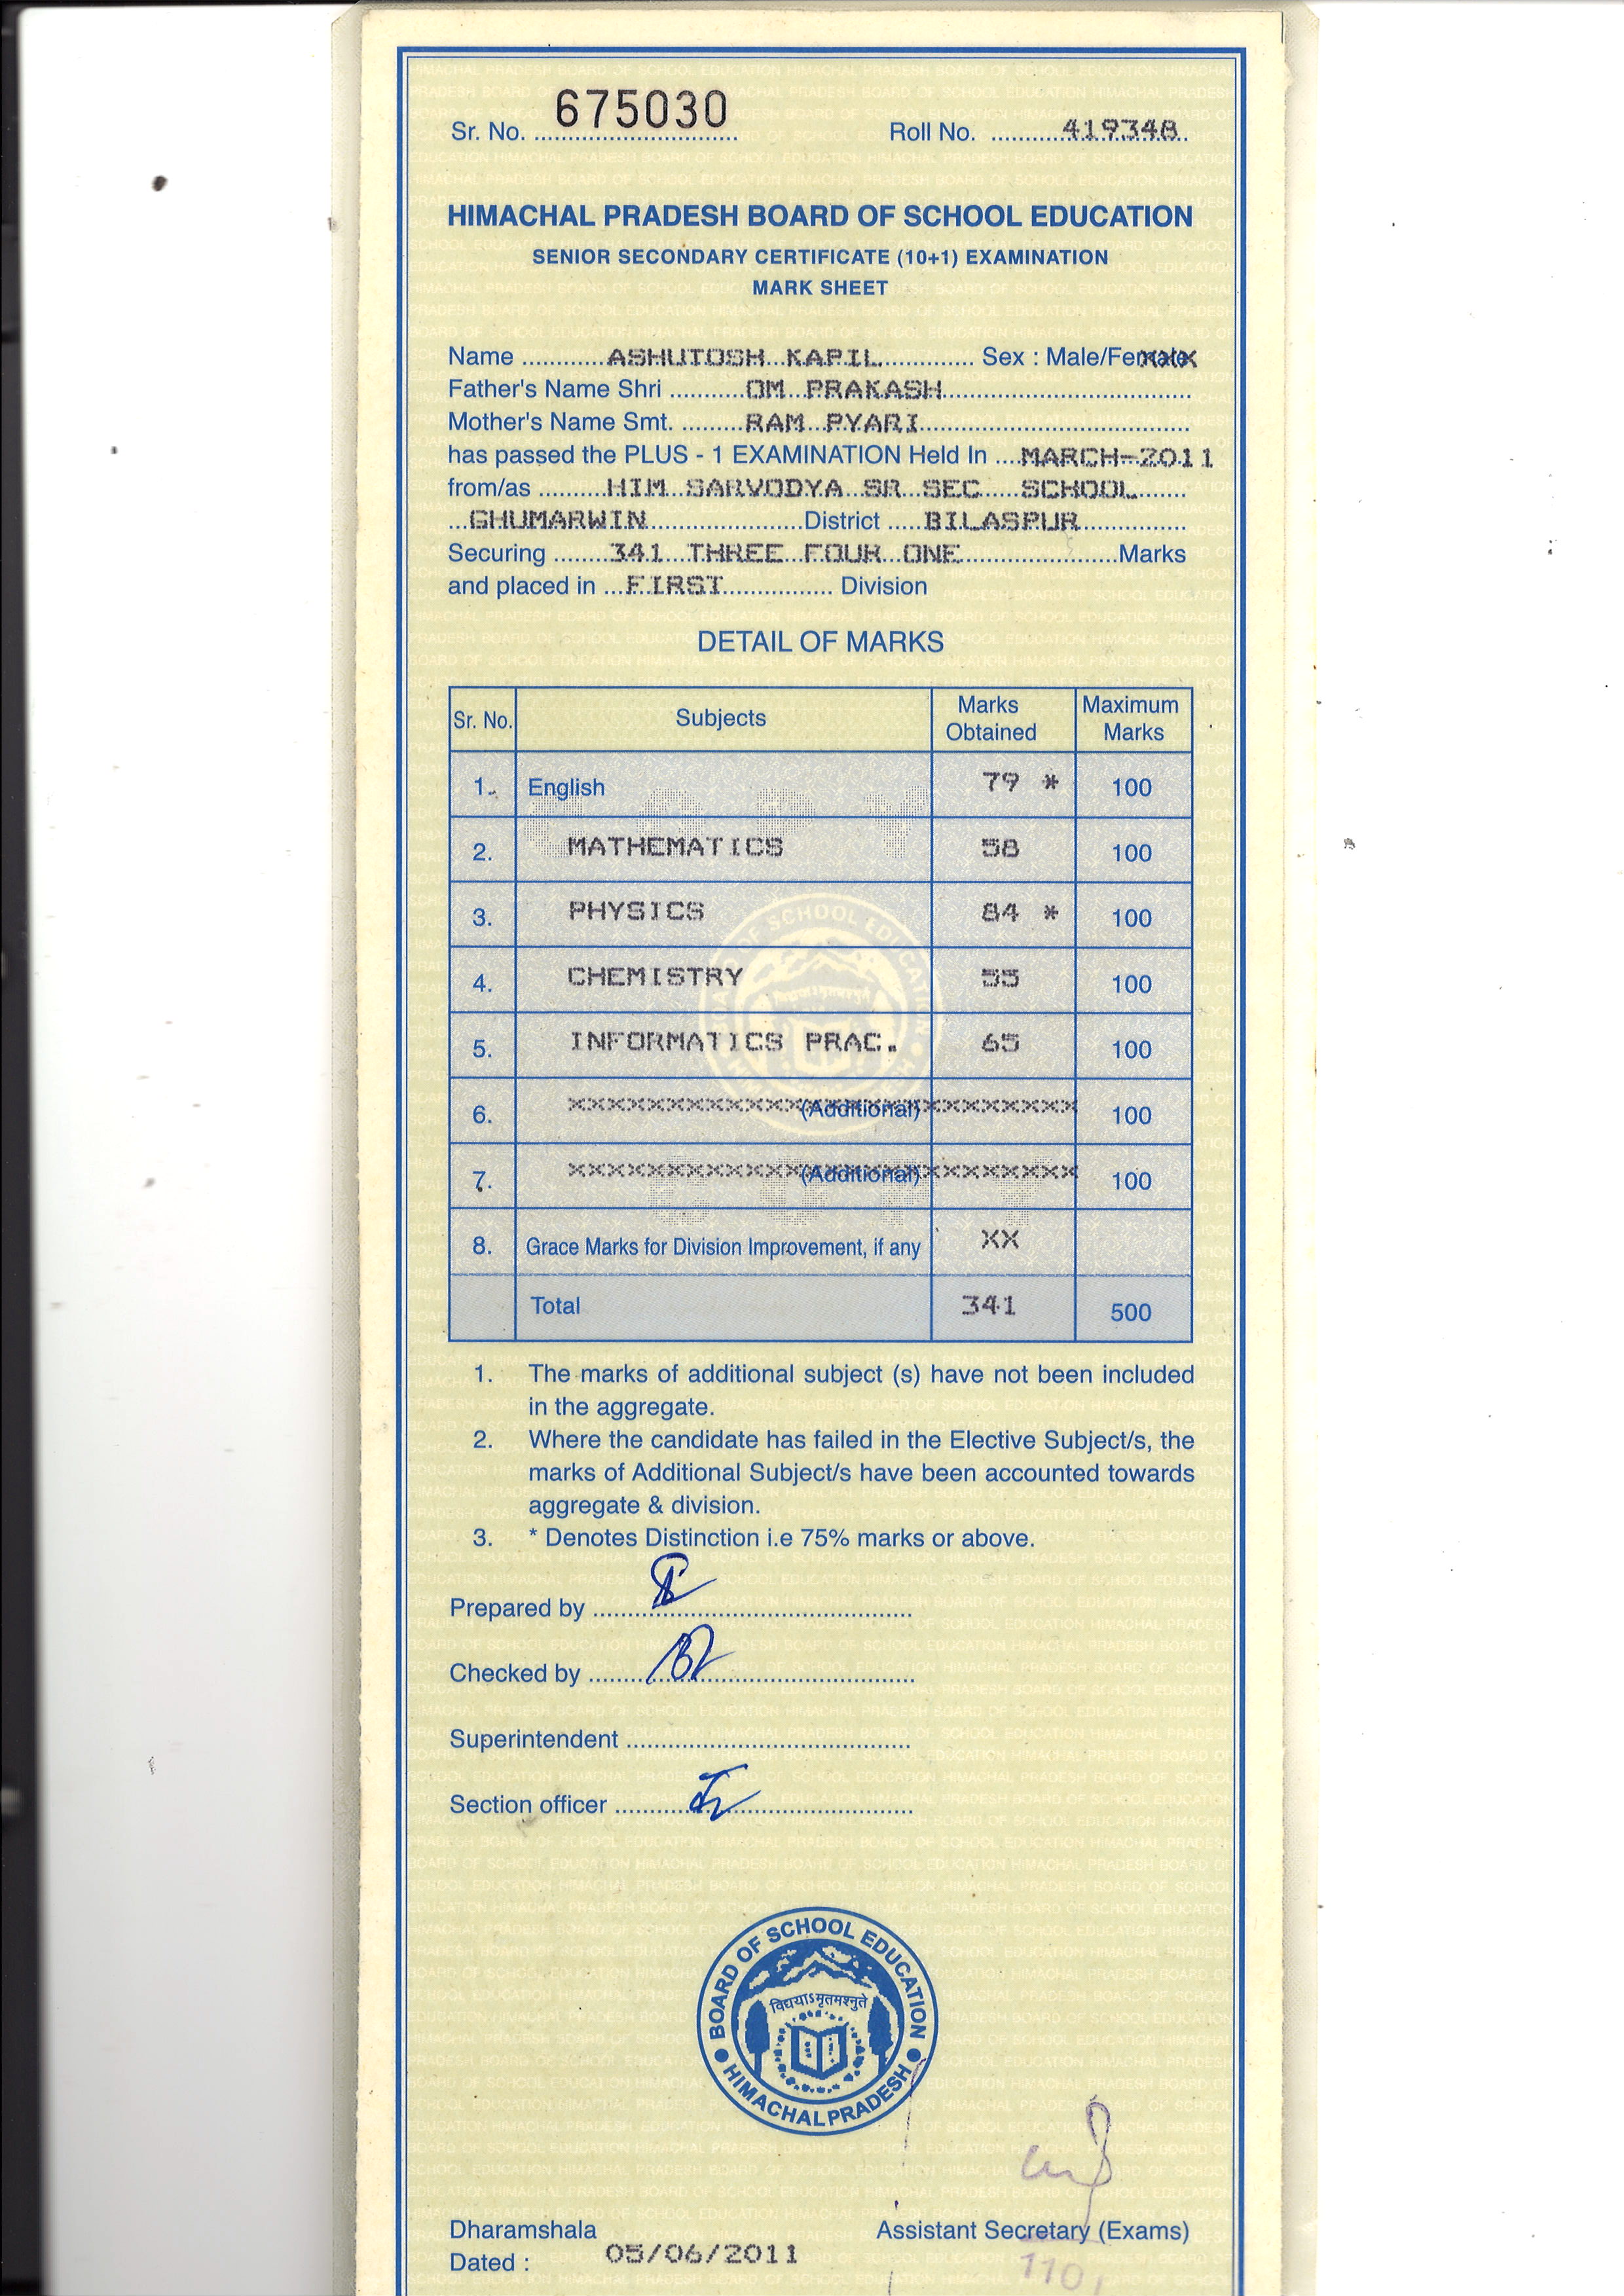 Sr. No. 675030 Roll No. 419348
HIMACHAL PRADESH BOARD OF SCHOOL EDUCATION
SENIOR SECONDARY CERTIFICATE (10+1) EXAMINATION
MARK SHEET
Name ASHUTOSH KAPIL Sex : Male/Female xxx
Father's Name Shri OM PRAKASH
Mother's Name Smt. RAM PYARI
has passed the PLUS - 1 EXAMINATION Held In MARCH-2011
from/as HIM SARVODYA SR SEC SCHOOL
GHUMARWIN District BILASPUR
Securing 341 THREE FOUR ONE Marks
and placed in FIRST Division
DETAIL OF MARKS
Sr. No. Subjects Marks Obtained Maximum Marks
1. English 79 * 100
2. MATHEMATICS 58 100
3. PHYSICS 84 * 100
4. CHEMISTRY 55 100
5. INFORMATICS PRAC. 65 100
6. XXXXXXXXXXXXXXXXXXXXXXXXXX (Additional) 100
7. XXXXXXXXXXXXXXXXXXXXXXXXXX (Additional) 100
8. Grace Marks for Division Improvement, if any XX
Total 341 500
1. The marks of additional subject (s) have not been included
in the aggregate.
2. Where the candidate has failed in the Elective Subject/s, the
marks of Additional Subject/s have been accounted towards
aggregate & division.
3. * Denotes Distinction i.e 75% marks or above.
Prepared by
Checked by
Superintendent
Section officer
BOARD OF SCHOOL EDUCATION
विद्ययाऽमृतमश्नुते
HIMACHAL PRADESH
Dharamshala Assistant Secretary (Exams)
Dated : 05/06/2011
110